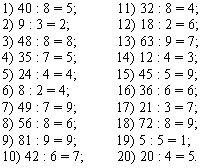 1) 40 : 8 = 5;
2) 9 : 3 = 2;
3) 48 : 8 = 8;
4) 35 : 7 = 5;
5) 24 : 4 = 4;
6) 8 : 2 = 4;
7) 49 : 7 = 9;
8) 56 : 8 = 6;
9) 81 : 9 = 9;
10) 42 : 6 = 7;
11) 32 : 8 = 4;
12) 18 : 2 = 6;
13) 63 : 9 = 7;
14) 12 : 4 = 3;
15) 45 : 5 = 9;
16) 36 : 6 = 6;
17) 21 : 3 = 7;
18) 72 : 8 = 9;
19) 5 : 5 = 1;
20) 20 : 4 = 5.